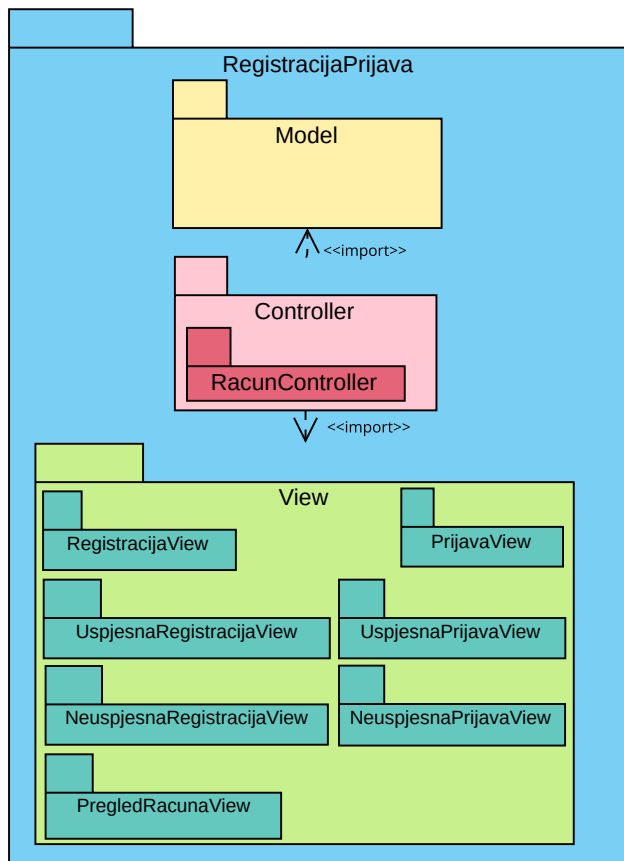 RegistracijaPrijava
Model
<<import>>
Controller
RacunController
<<import>>
View
RegistracijaView
PrijavaView
UspjesnaRegistracijaView
UspjesnaPrijavaView
NeuspjesnaRegistracijaView
NeuspjesnaPrijavaView
PregledRacunaView